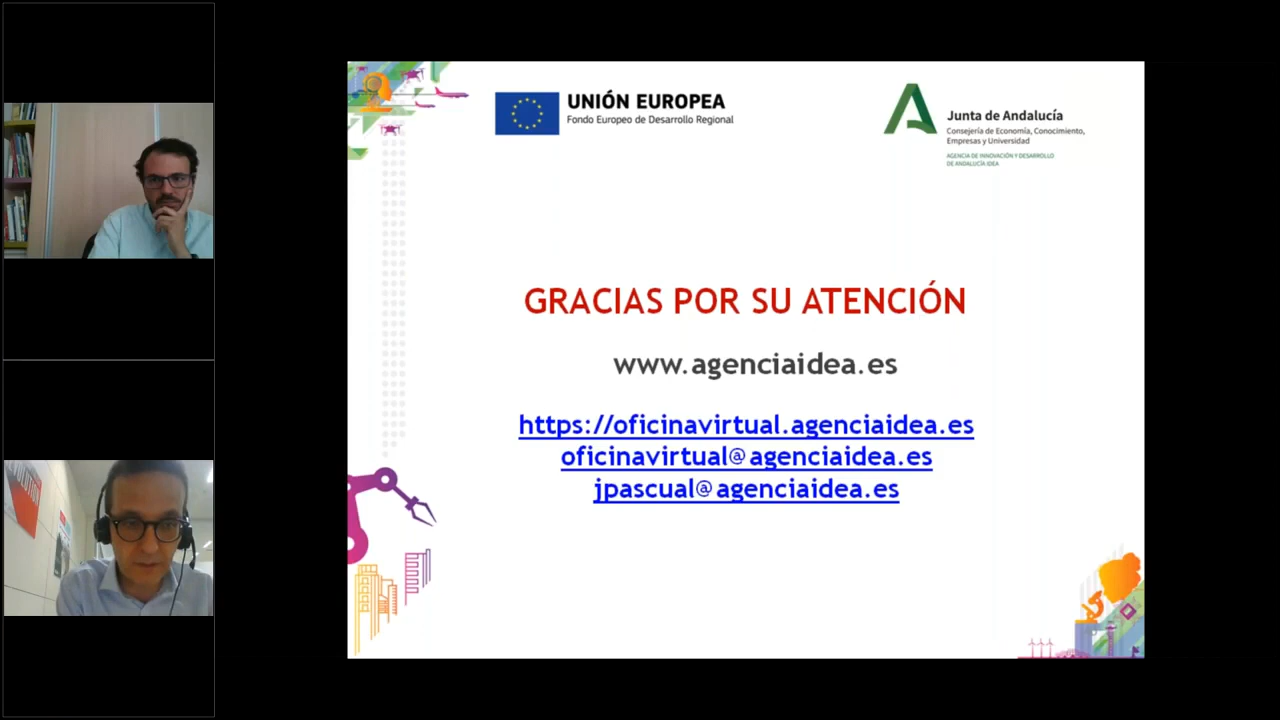 UNIÓN EUROPEA
Fondo Europeo de Desarrollo Regional
Junta de Andalucía
Consejería de Economía, Conocimiento,
Empresas y Universidad
AGENCIA DE INNOVACIÓN Y DESARROLLO
DE ANDALUCÍA IDEA
GRACIAS POR SU ATENCIÓN
www.agenciaidea.es
https://oficinavirtual.agenciaidea.es
oficinavirtual@agenciaidea.es
jpascual@agenciaidea.es